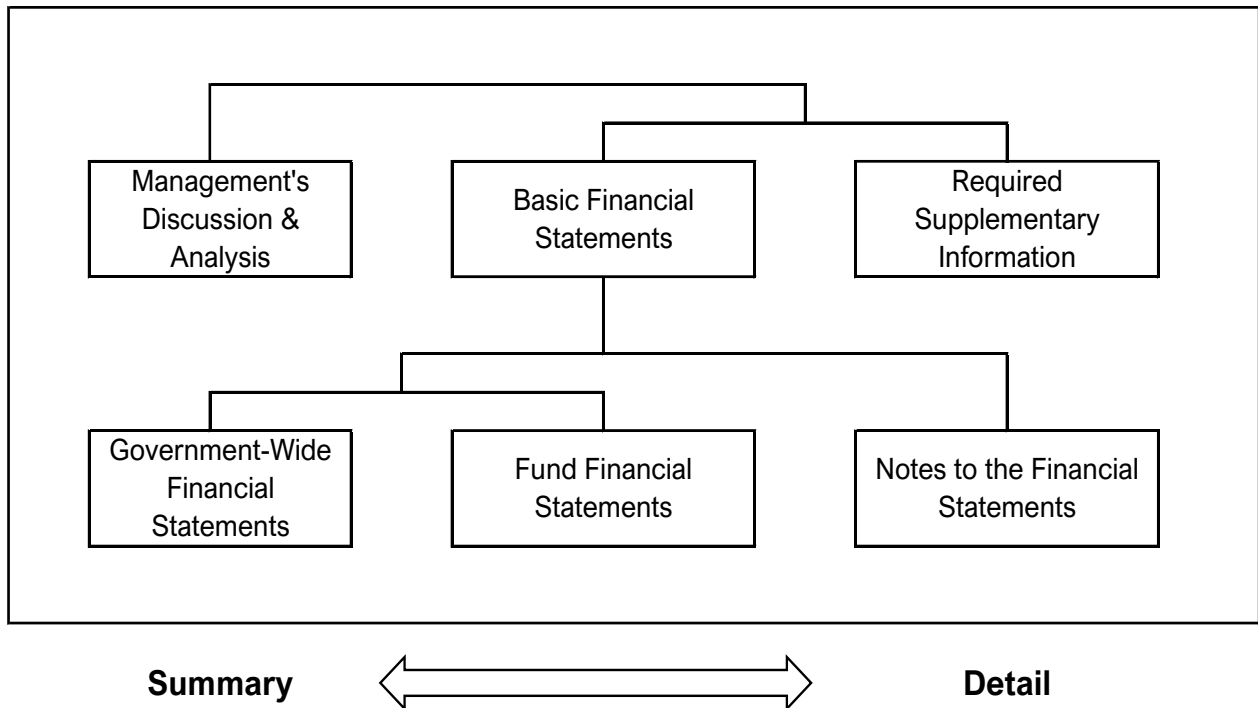 Management's
Discussion &
Analysis
Basic Financial
Statements
Required
Supplementary
Information
Government-Wide
Financial
Statements
Fund Financial
Statements
Notes to the Financial
Statements
Summary
Detail